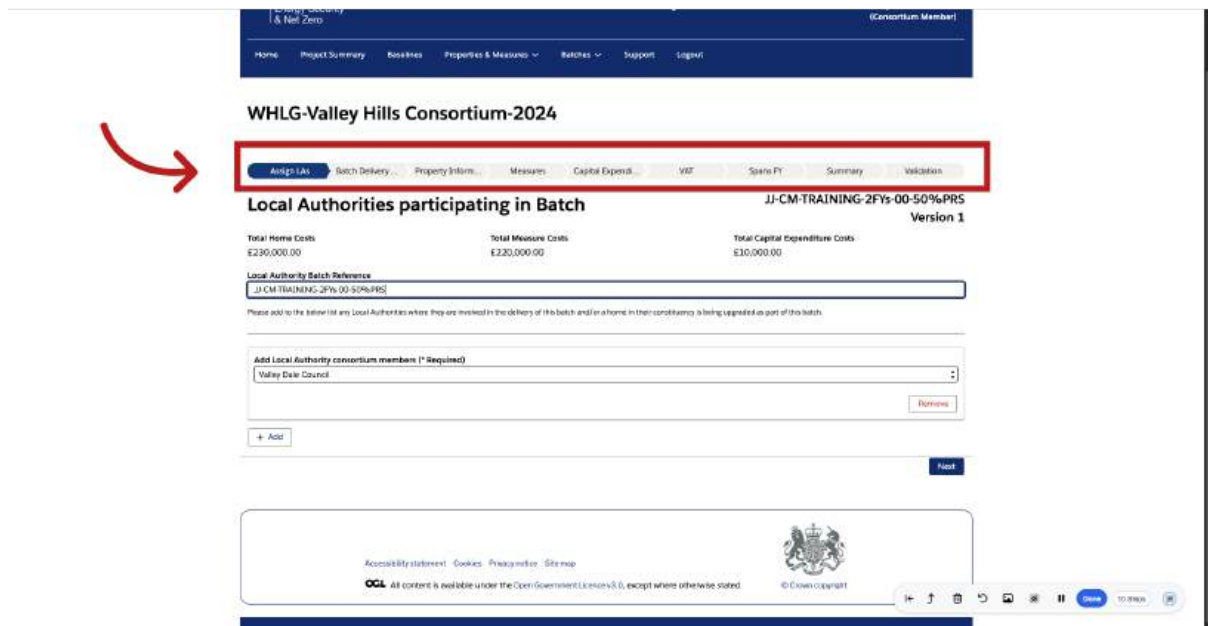 & Net Zero
(Consortium Member)
Home Project Summary Baselines Properties & Measures Batches Support Logout
WHLG-Valley Hills Consortium-2024
Assign LAs Batch Delivery ... Property Inform... Measures Capital Expendi... VAT Spans FY Summary Validation
Local Authorities participating in Batch
JJ-CM-TRAINING-2FYs-00-50%PRS
Version 1
Total Home Costs Total Measure Costs Total Capital Expenditure Costs
£230,000.00 £220,000.00 £10,000.00
Local Authority Batch Reference
JJ-CM-TRAINING-2FYs-00-50%PRS
Please add to the below list any Local Authorities where they are involved in the delivery of this batch and/or a home in their constituency is being upgraded as part of this batch.
Add Local Authority consortium members (* Required)
Valley Dale Council
Remove
+ Add
Next
Accessibility statement Cookies Privacy notice Site map
OGL All content is available under the Open Government Licence v3.0, except where otherwise stated
© Crown copyright
Done 10 steps